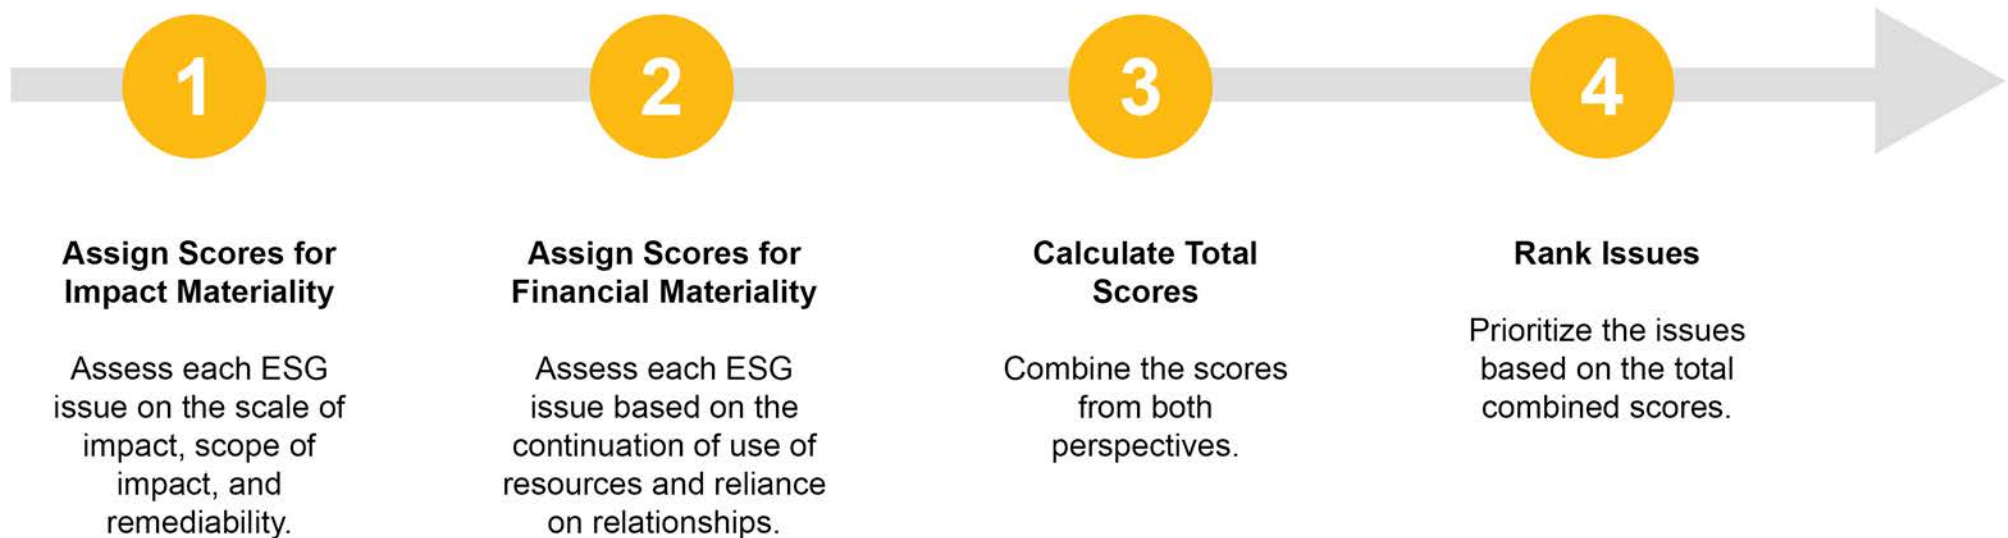 1
Assign Scores for
Impact Materiality
Assess each ESG
issue on the scale of
impact, scope of
impact, and
remediability.
2
Assign Scores for
Financial Materiality
Assess each ESG
issue based on the
continuation of use of
resources and reliance
on relationships.
3
Calculate Total
Scores
Combine the scores
from both
perspectives.
4
Rank Issues
Prioritize the issues
based on the total
combined scores.